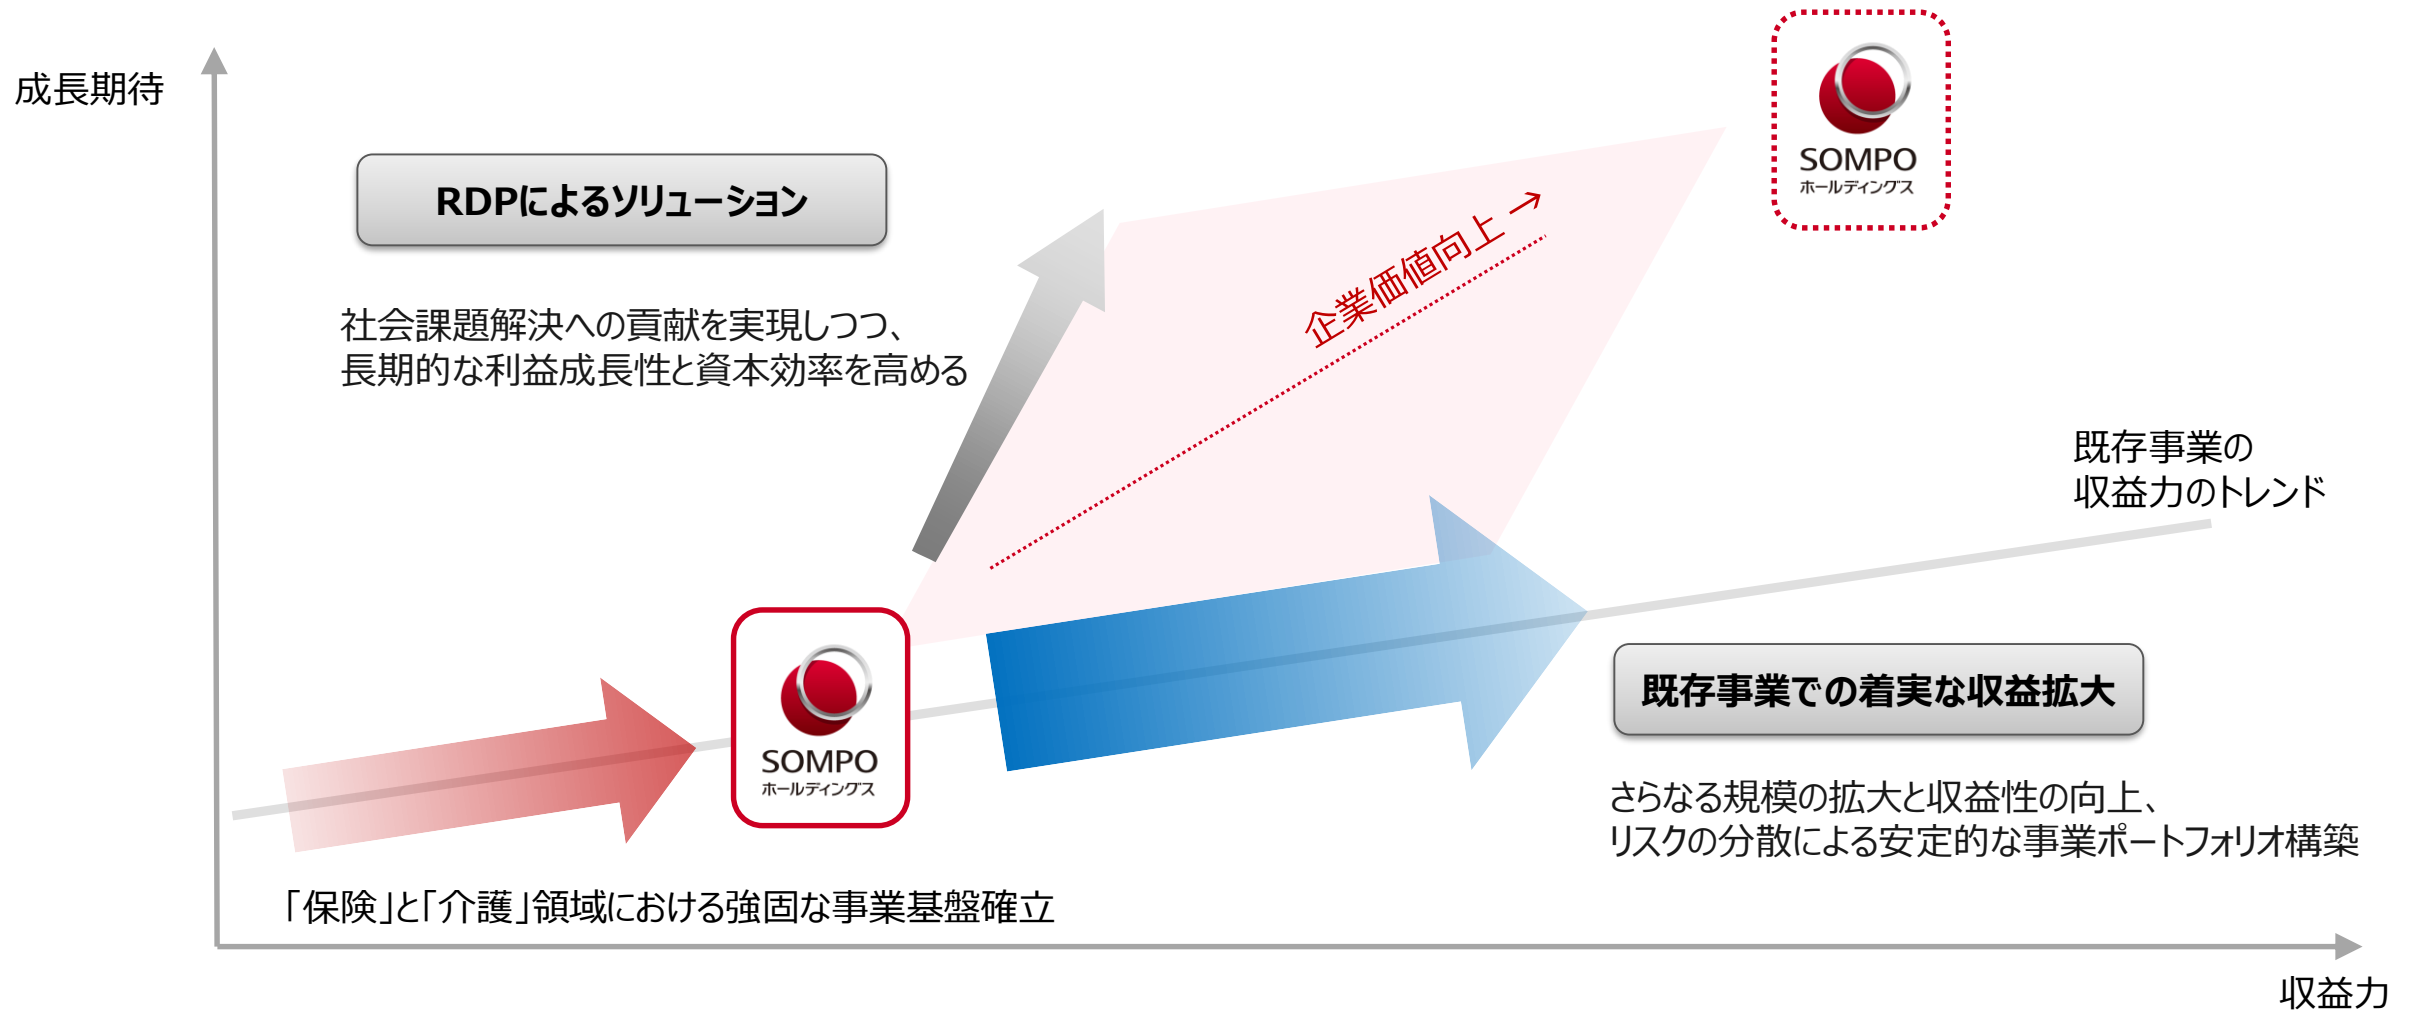 成長期待
SOMPO
ホールディングス
RDPによるソリューション
企業価値向上 →
社会課題解決への貢献を実現しつつ、
長期的な利益成長性と資本効率を高める
既存事業の
収益力のトレンド
既存事業での着実な収益拡大
SOMPO
ホールディングス
さらなる規模の拡大と収益性の向上、
リスクの分散による安定的な事業ポートフォリオ構築
「保険」と「介護」領域における強固な事業基盤確立
収益力